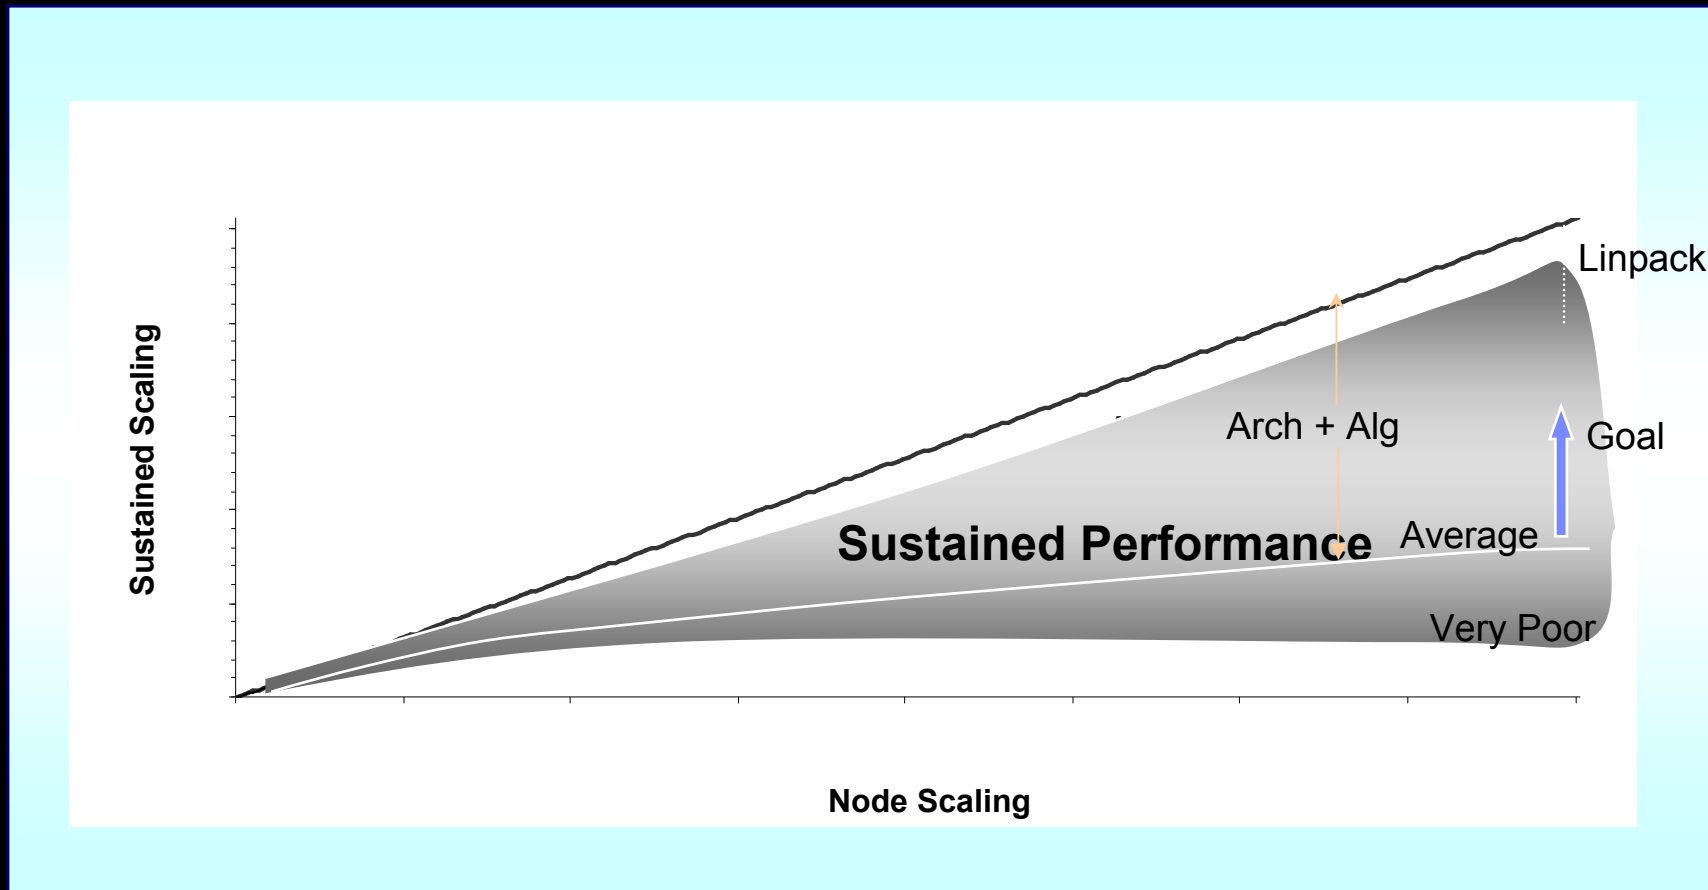 Linpack
Sustained Scaling
Arch + Alg
Goal
Sustained Performance
Average
Very Poor
Node Scaling